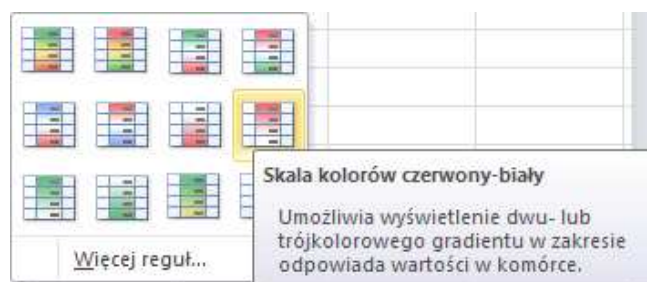 Skala kolorów czerwony-biały
Umożliwia wyświetlenie dwu- lub
trójkolorowego gradientu w zakresie
odpowiada wartości w komórce.
Więcej reguł...